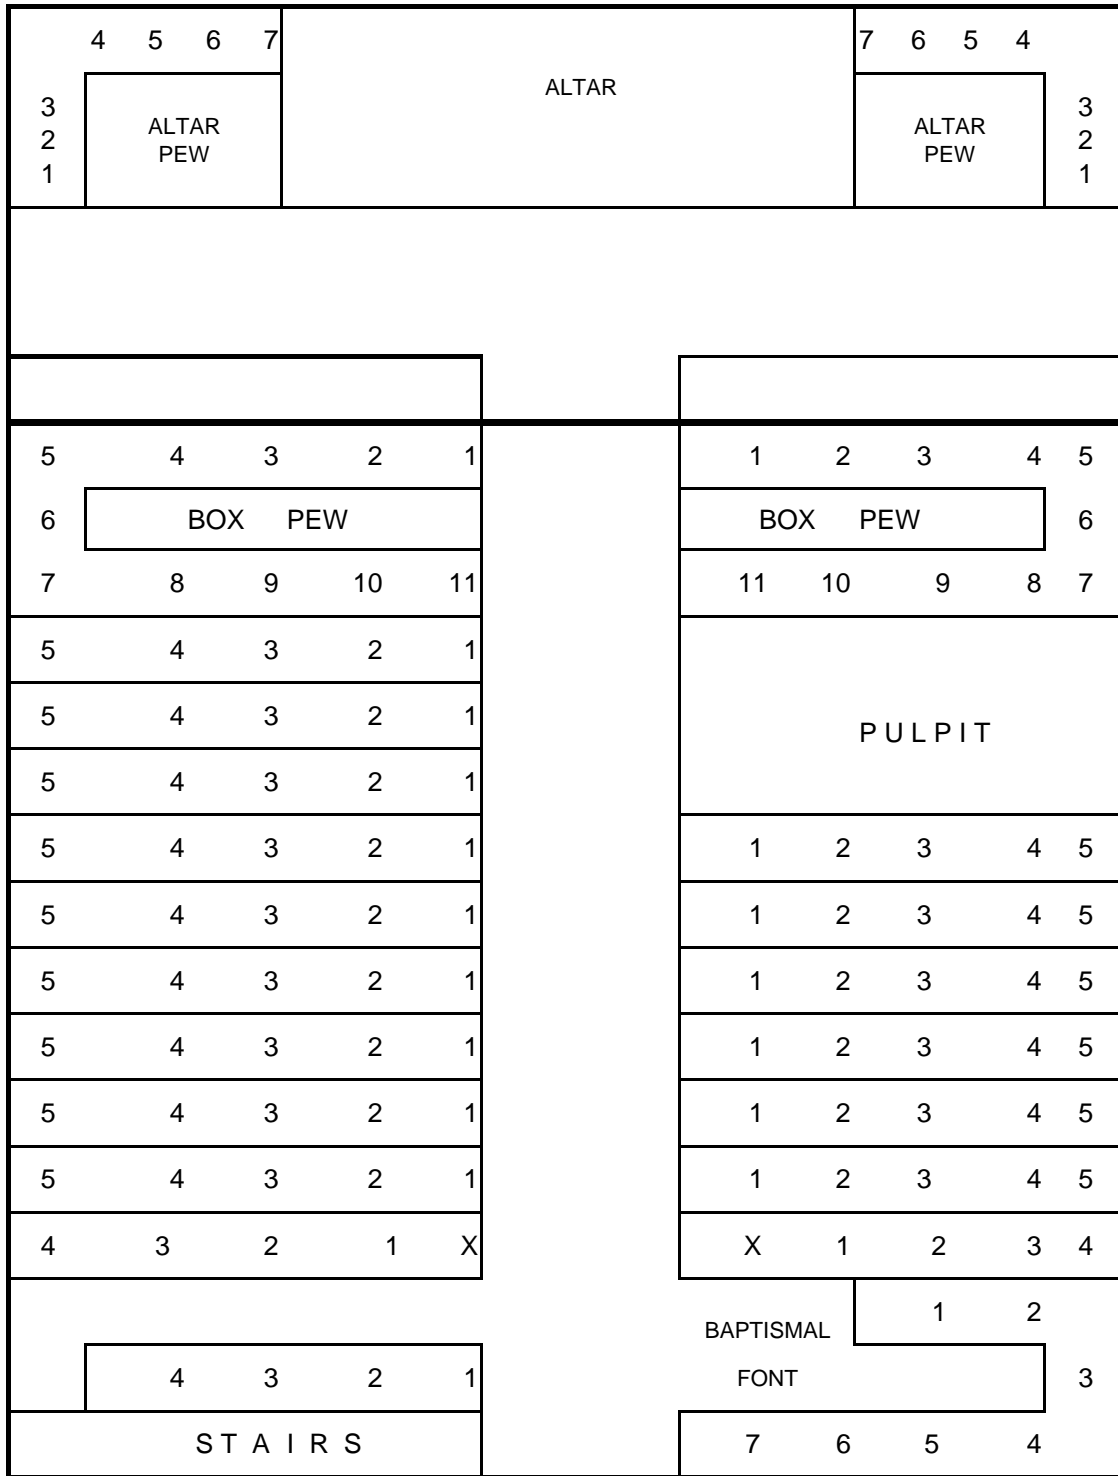 4 5 6 7 7 6 5 4
ALTAR
3 3
2 ALTAR ALTAR 2
1 PEW PEW 1
5 4 3 2 1 1 2 3 4 5
6 BOX PEW BOX PEW 6
7 8 9 10 11 11 10 9 8 7
5 4 3 2 1
5 4 3 2 1
PULPIT
5 4 3 2 1
5 4 3 2 1 1 2 3 4 5
5 4 3 2 1 1 2 3 4 5
5 4 3 2 1 1 2 3 4 5
5 4 3 2 1 1 2 3 4 5
5 4 3 2 1 1 2 3 4 5
5 4 3 2 1 1 2 3 4 5
4 3 2 1 X X 1 2 3 4
1 2
BAPTISMAL
4 3 2 1 FONT 3
STAIRS 7 6 5 4